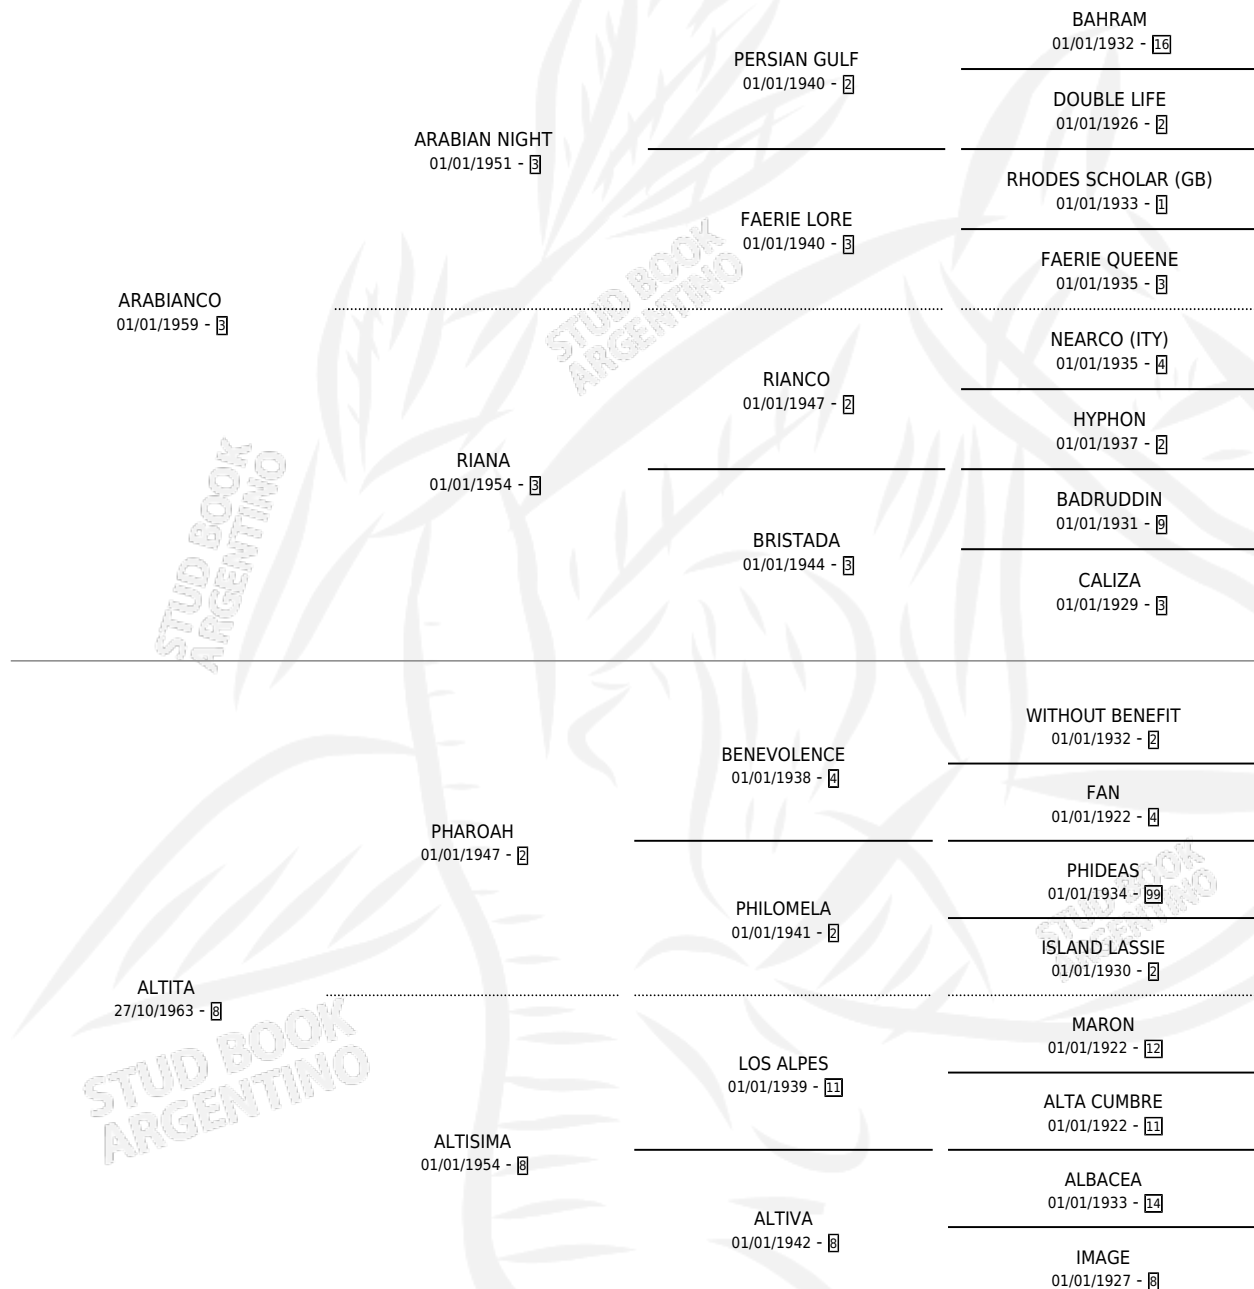 BAHRAM
01/01/1932 - 16
PERSIAN GULF
01/01/1940 - 2
DOUBLE LIFE
01/01/1926 - 2
ARABIAN NIGHT
01/01/1951 - 3
RHODES SCHOLAR (GB)
01/01/1933 - 1
FAERIE LORE
01/01/1940 - 3
FAERIE QUEENE
01/01/1935 - 3
ARABIANCO
01/01/1959 - 3
STUD BOOK
ARGENTINO
NEARCO (ITY)
01/01/1935 - 4
RIANCO
01/01/1947 - 2
HYPHON
01/01/1937 - 2
RIANA
01/01/1954 - 3
BADRUDDIN
01/01/1931 - 9
BRISTADA
01/01/1944 - 3
CALIZA
01/01/1929 - 3
STUD BOOK
ARGENTINO
WITHOUT BENEFIT
01/01/1932 - 2
BENEVOLENCE
01/01/1938 - 4
FAN
01/01/1922 - 4
PHAROAH
01/01/1947 - 2
PHIDEAS
01/01/1934 - 99
PHILOMELA
01/01/1941 - 2
STUD BOOK
ARGENTINO
ISLAND LASSIE
01/01/1930 - 2
ALTITA
27/10/1963 - 8
STUD BOOK
ARGENTINO
MARON
01/01/1922 - 12
LOS ALPES
01/01/1939 - 11
ALTA CUMBRE
01/01/1922 - 11
ALTISIMA
01/01/1954 - 8
ALBACEA
01/01/1933 - 14
ALTIVA
01/01/1942 - 8
IMAGE
01/01/1927 - 8